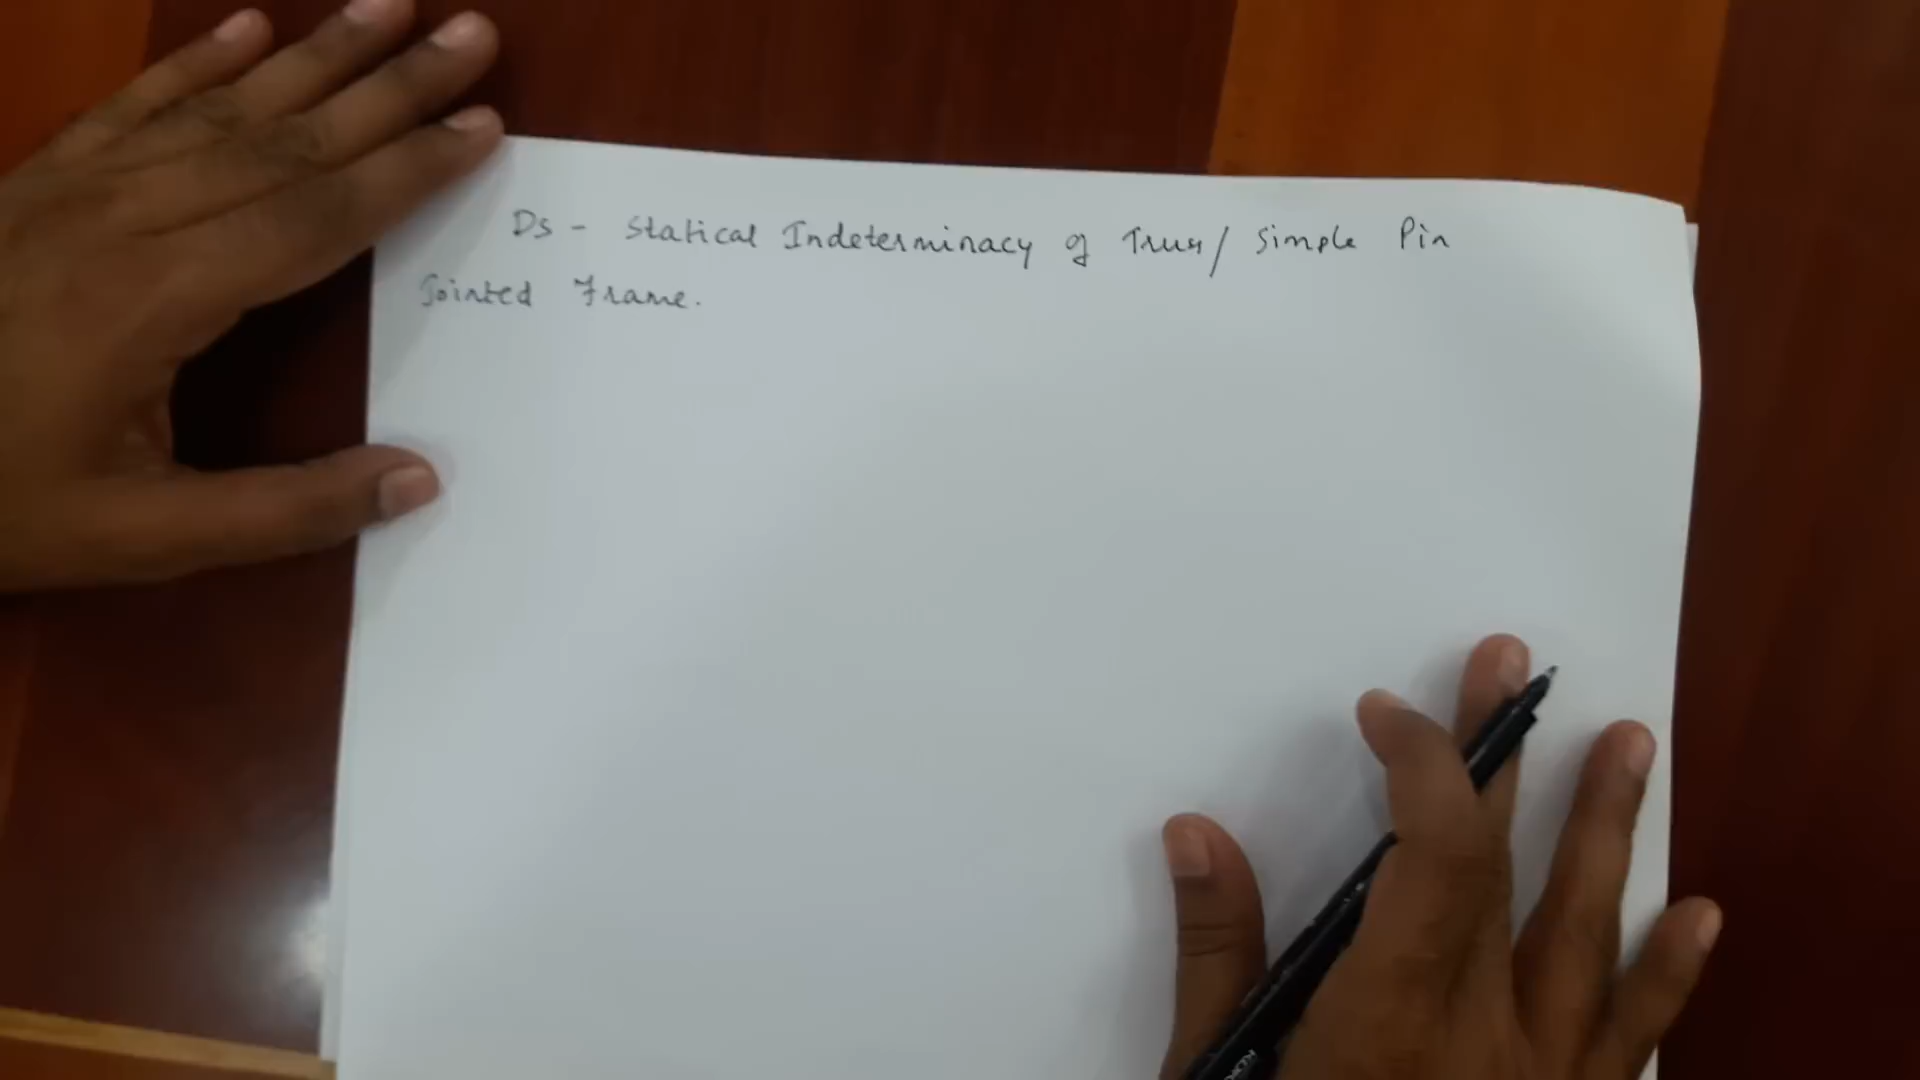 Ds - Statical Indeterminacy of Truss/ Simple Pin
Jointed Frame.